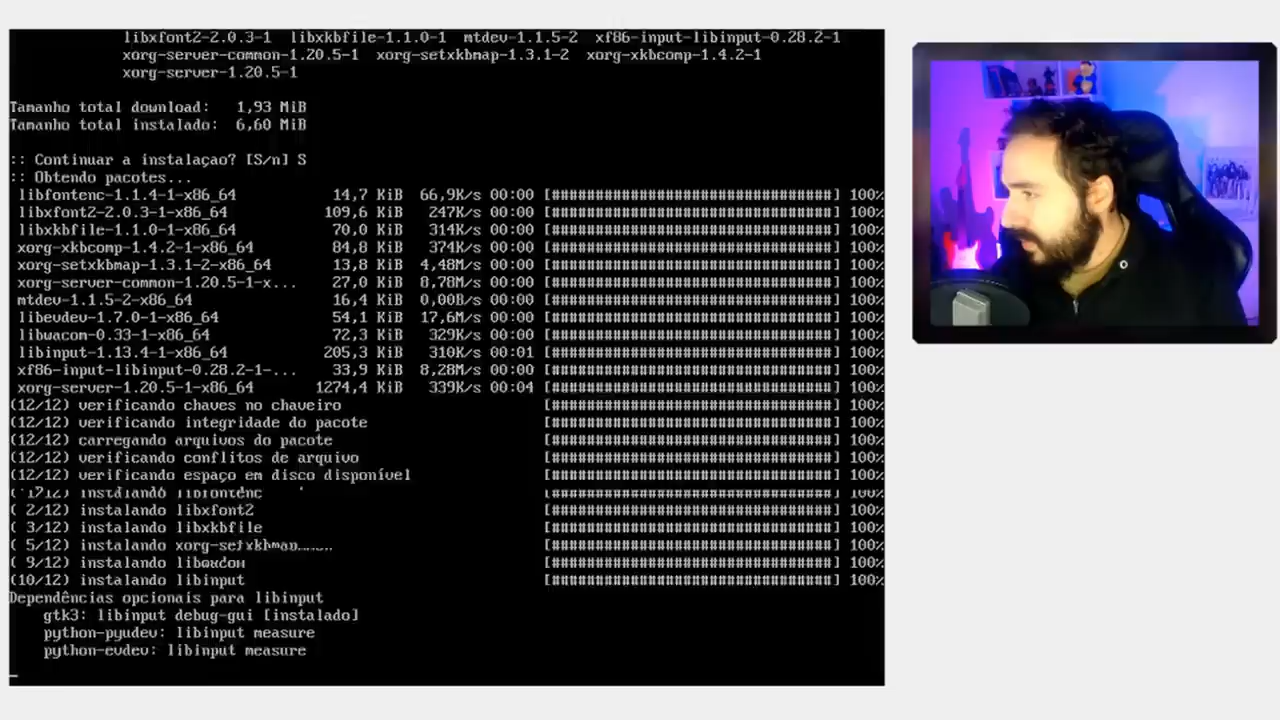 libxfont2-2.0.3-1 libxkbfile-1.1.0-1 mtdev-1.1.5-2 xf86-input-libinput-0.28.2-1
xorg-server-common-1.20.5-1 xorg-setxkbmap-1.3.1-2 xorg-xkbcomp-1.4.2-1
xorg-server-1.20.5-1
Tamanho total download: 1,93 MiB
Tamanho total instalado: 6,60 MiB
:: Continuar a instalaçao? [S/n] S
:: Obtendo pacotes...
libfontenc-1.1.4-1-x86_64 14,7 KiB 66,9K/s 00:00 [################################] 100%
libxfont2-2.0.3-1-x86_64 109,6 KiB 247K/s 00:00 [################################] 100%
libxkbfile-1.1.0-1-x86_64 70,0 KiB 314K/s 00:00 [################################] 100%
xorg-xkbcomp-1.4.2-1-x86_64 84,8 KiB 374K/s 00:00 [################################] 100%
xorg-setxkbmap-1.3.1-2-x86_64 13,8 KiB 4,48M/s 00:00 [################################] 100%
xorg-server-common-1.20.5-1-x... 27,0 KiB 8,78M/s 00:00 [################################] 100%
mtdev-1.1.5-2-x86_64 16,4 KiB 0,00B/s 00:00 [################################] 100%
libevdev-1.7.0-1-x86_64 54,1 KiB 17,6M/s 00:00 [################################] 100%
libwacom-0.33-1-x86_64 72,3 KiB 329K/s 00:00 [################################] 100%
libinput-1.13.4-1-x86_64 205,3 KiB 310K/s 00:01 [################################] 100%
xf86-input-libinput-0.28.2-1-... 33,9 KiB 8,28M/s 00:00 [################################] 100%
xorg-server-1.20.5-1-x86_64 1274,4 KiB 339K/s 00:04 [################################] 100%
(12/12) verificando chaves no chaveiro [################################] 100%
(12/12) verificando integridade do pacote [################################] 100%
(12/12) carregando arquivos do pacote [################################] 100%
(12/12) verificando conflitos de arquivo [################################] 100%
(12/12) verificando espaço em disco disponível [################################] 100%
( 1/12) instalando libfontenc [################################] 100%
( 2/12) instalando libxfont2 [################################] 100%
( 3/12) instalando libxkbfile [################################] 100%
( 5/12) instalando [################################] 100%
( 9/12) instalando libwacom [################################] 100%
(10/12) instalando libinput [################################] 100%
Dependências opcionais para libinput
gtk3: libinput debug-gui [instalado]
python-pyudev: libinput measure
python-evdev: libinput measure